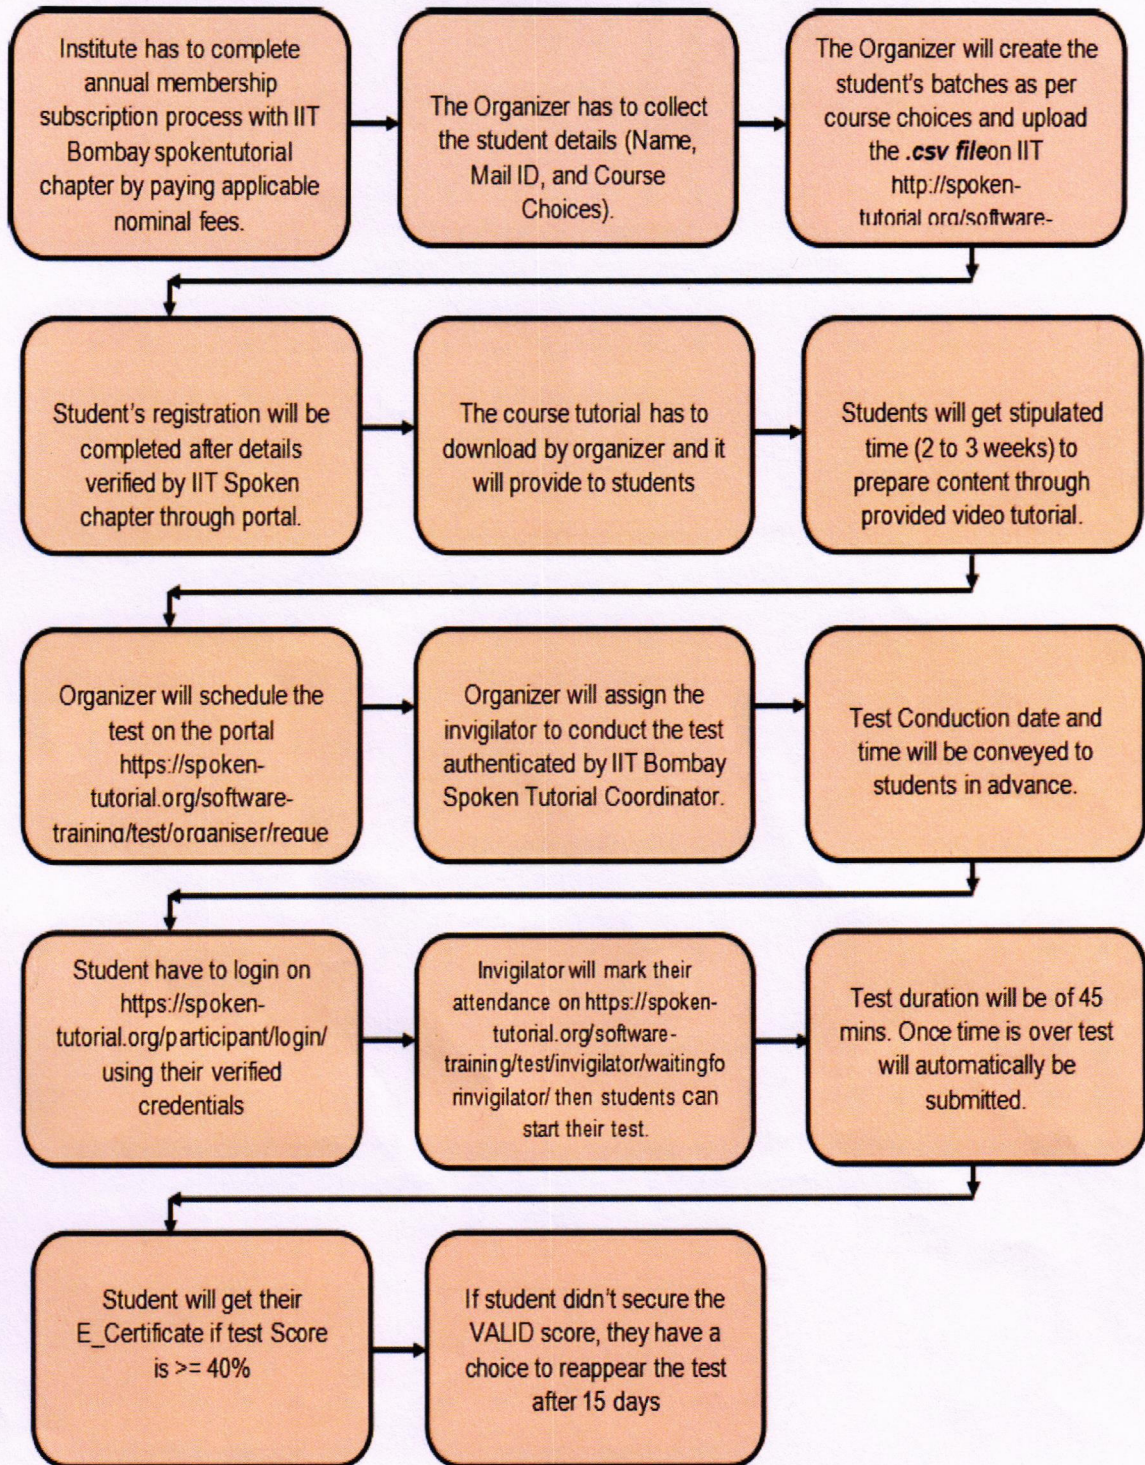 Institute has to complete
annual membership
subscription process with IIT
Bombay spokentutorial
chapter by paying applicable
nominal fees.
The Organizer has to collect
the student details (Name,
Mail ID, and Course
Choices).
The Organizer will create the
student's batches as per
course choices and upload
the .csv fileon IIT
http://spoken-
tutorial.org/software-
Student's registration will be
completed after details
verified by IIT Spoken
chapter through portal.
The course tutorial has to
download by organizer and it
will provide to students
Students will get stipulated
time (2 to 3 weeks) to
prepare content through
provided video tutorial.
Organizer will schedule the
test on the portal
https://spoken-
tutorial.org/software-
training/test/organiser/reque
Organizer will assign the
invigilator to conduct the test
authenticated by IIT Bombay
Spoken Tutorial Coordinator.
Test Conduction date and
time will be conveyed to
students in advance.
Student have to login on
https://spoken-
tutorial.org/participant/login/
using their verified
credentials
Invigilator will mark their
attendance on https://spoken-
tutorial.org/software-
training/test/invigilator/waitingfo
rinvigilator/ then students can
start their test.
Test duration will be of 45
mins. Once time is over test
will automatically be
submitted.
Student will get their
E_Certificate if test Score
is >= 40%
If student didn't secure the
VALID score, they have a
choice to reappear the test
after 15 days